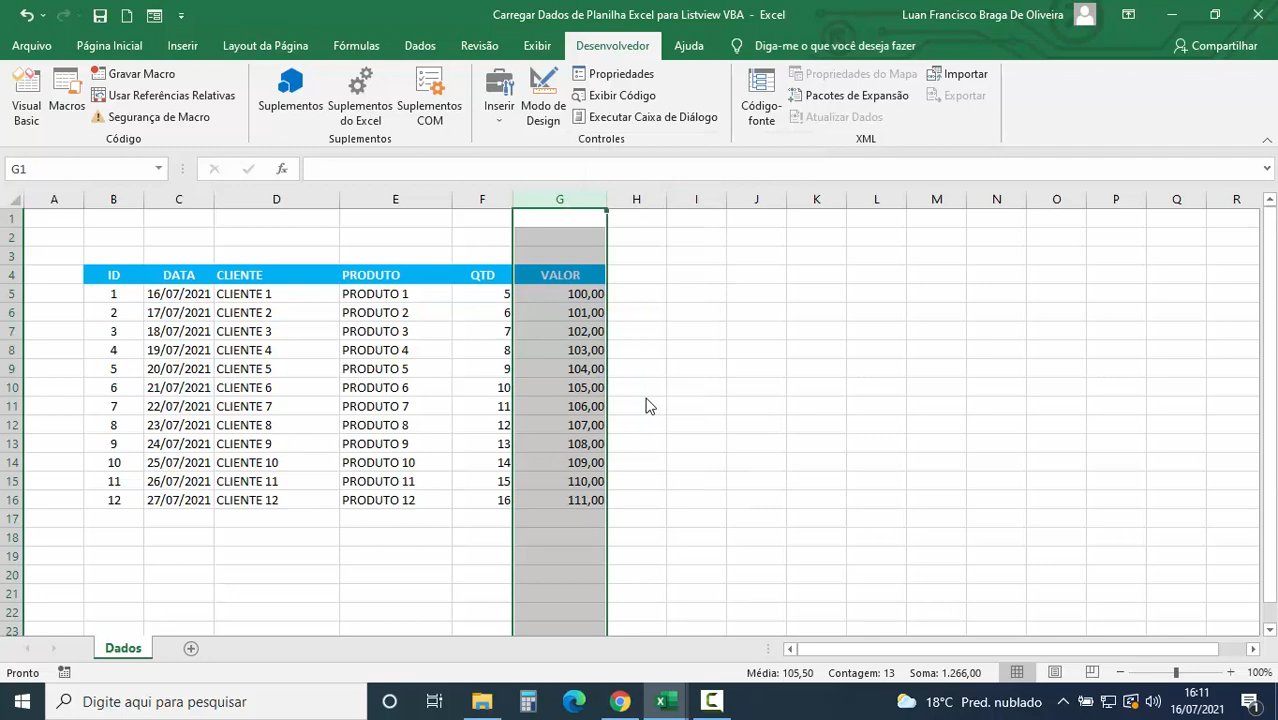 Carregar Dados de Planilha Excel para Listview VBA - Excel
Luan Francisco Braga De Oliveira
Arquivo Página Inicial Inserir Layout da Página Fórmulas Dados Revisão Exibir Desenvolvedor Ajuda Diga-me o que você deseja fazer Compartilhar
Visual Basic
Macros
Gravar Macro
Usar Referências Relativas
Segurança de Macro
Código
Suplementos
Suplementos do Excel
Suplementos COM
Suplementos
Inserir
Modo de Design
Propriedades
Exibir Código
Executar Caixa de Diálogo
Controles
Código-fonte
Propriedades do Mapa
Pacotes de Expansão
Atualizar Dados
Importar
Exportar
XML
G1
A B C D E F G H I J K L M N O P Q R
1
2
3
4 ID DATA CLIENTE PRODUTO QTD VALOR
5 1 16/07/2021 CLIENTE 1 PRODUTO 1 5 100,00
6 2 17/07/2021 CLIENTE 2 PRODUTO 2 6 101,00
7 3 18/07/2021 CLIENTE 3 PRODUTO 3 7 102,00
8 4 19/07/2021 CLIENTE 4 PRODUTO 4 8 103,00
9 5 20/07/2021 CLIENTE 5 PRODUTO 5 9 104,00
10 6 21/07/2021 CLIENTE 6 PRODUTO 6 10 105,00
11 7 22/07/2021 CLIENTE 7 PRODUTO 7 11 106,00
12 8 23/07/2021 CLIENTE 8 PRODUTO 8 12 107,00
13 9 24/07/2021 CLIENTE 9 PRODUTO 9 13 108,00
14 10 25/07/2021 CLIENTE 10 PRODUTO 10 14 109,00
15 11 26/07/2021 CLIENTE 11 PRODUTO 11 15 110,00
16 12 27/07/2021 CLIENTE 12 PRODUTO 12 16 111,00
17
18
19
20
21
22
23
Dados
Pronto
Média: 105,50 Contagem: 13 Soma: 1.266,00
100%
Digite aqui para pesquisar
18°C Pred. nublado
16:11
16/07/2021
1